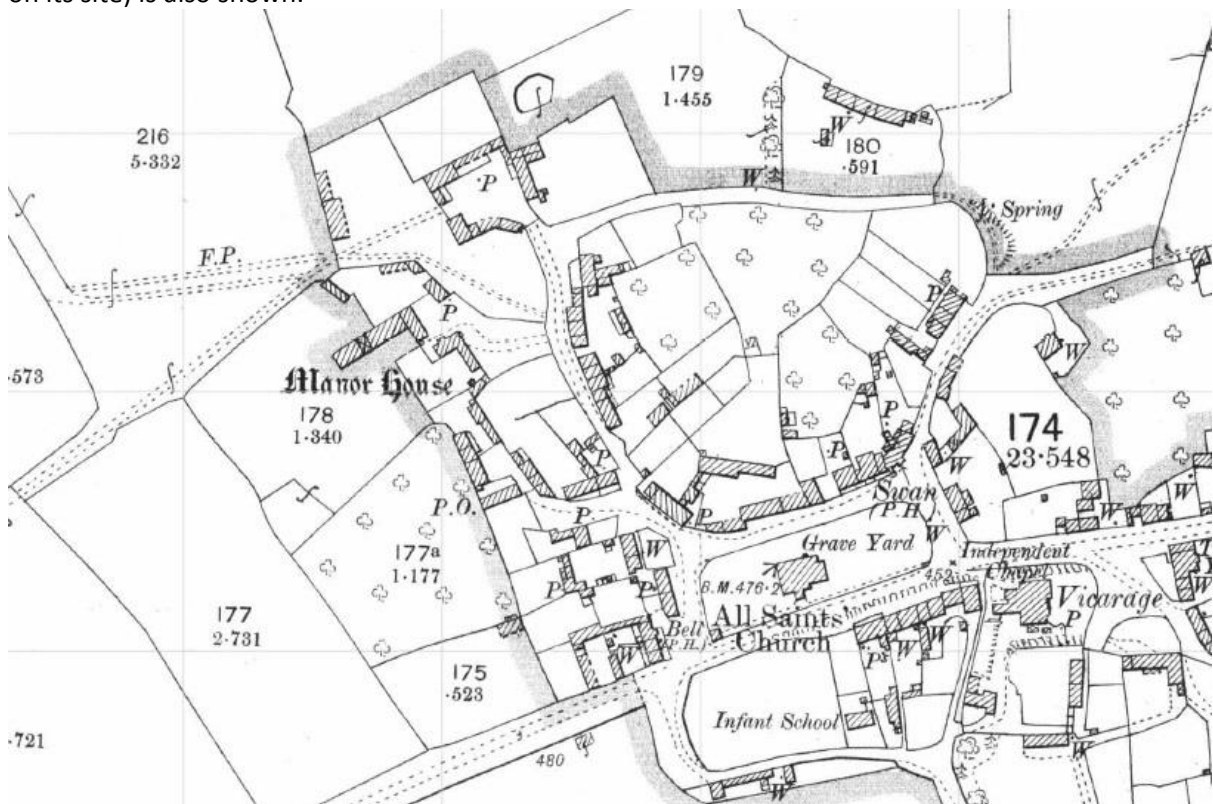 on its site) is also shown.
179
1·455
216
5·332
W
180
·591
P
W
Spring
F.P.
P
P
W
Manor House
·573
178
1·340
174
23·548
P
P
P
W
P.O.
Swan
(P.H.)
W
W
P
P
177a
1·177
W
Grave Yard
W
Independent
Chapel
B.M.476·2
452
P
P
W
Vicarage
177
2·731
Bell
(P.H.)
All Saints
Church
P
175
·523
W
P
W
W
Infant School
·721
480
W
W